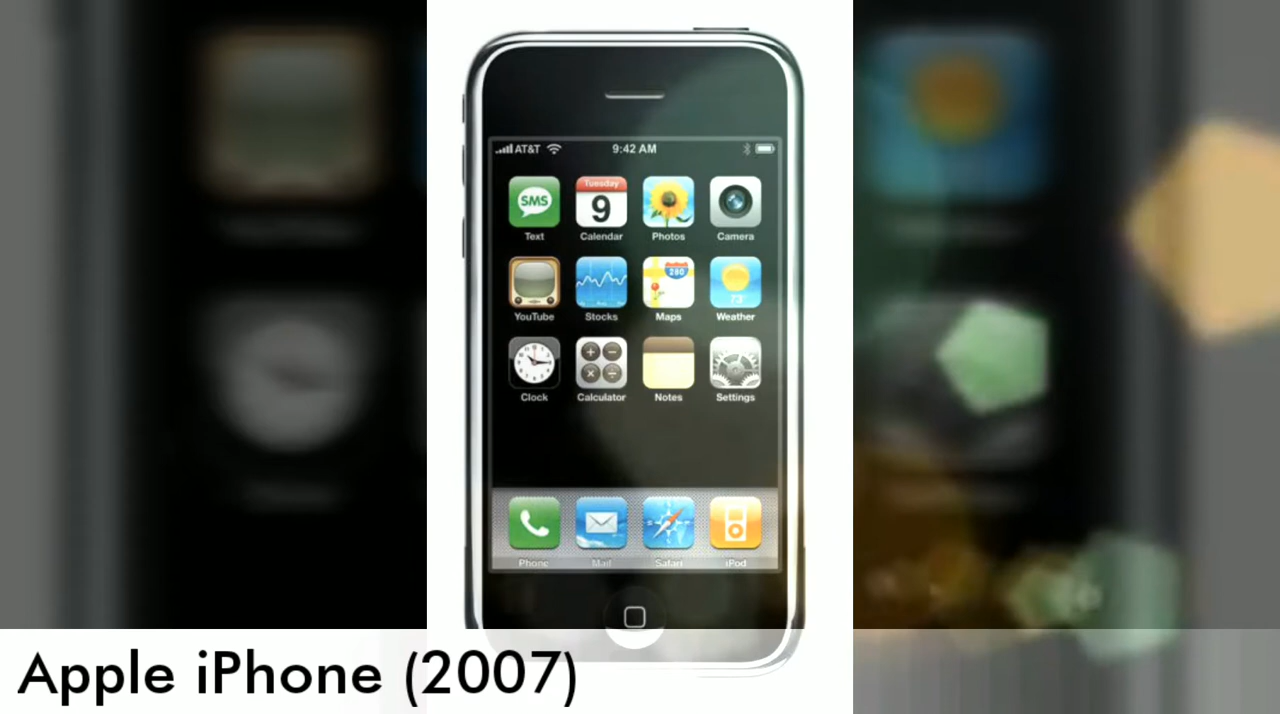 AT&T 9:42 AM
SMS Tuesday
9 280
73°
Text Calendar Photos Camera
YouTube Stocks Maps Weather
Clock Calculator Notes Settings
Phone Mail Safari iPod
Apple iPhone (2007)